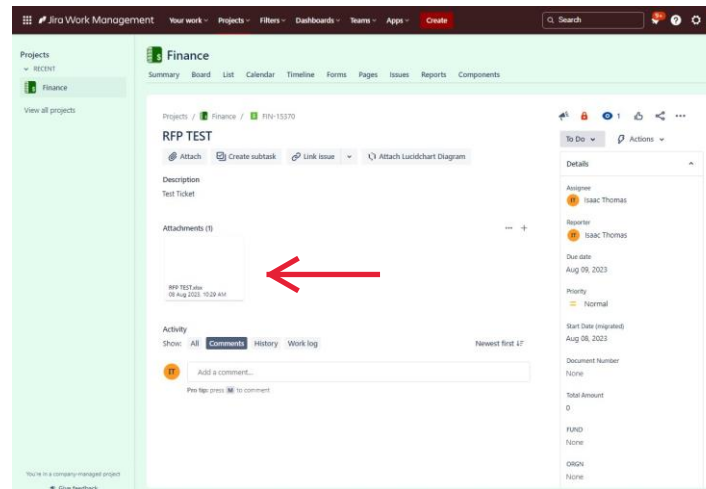 Jira Work Management Your work Projects Filters Dashboards Teams Apps Create Search 9+
Projects
RECENT
Finance
View all projects
Finance
Summary Board List Calendar Timeline Forms Pages Issues Reports Components
Projects / Finance / FIN-15370
1
RFP TEST
To Do Actions
Attach Create subtask Link issue Attach Lucidchart Diagram
Description
Test Ticket
Attachments (1)
RFP TEST.xlsx
08 Aug 2023, 10:29 AM
Activity
Show: All Comments History Work log Newest first
IT Add a comment...
Pro tip: press M to comment
Details
Assignee
IT Isaac Thomas
Reporter
IT Isaac Thomas
Due date
Aug 09, 2023
Priority
Normal
Start Date (migrated)
Aug 08, 2023
Document Number
None
Total Amount
0
FUND
None
ORGN
None
You're in a company-managed project
Give feedback